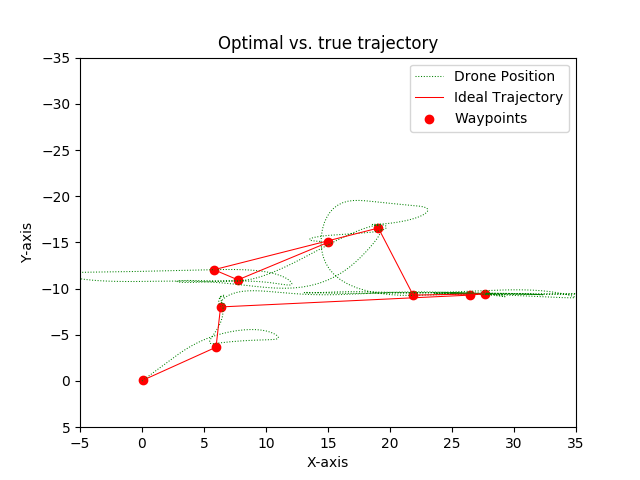 Optimal vs. true trajectory
Drone Position
Ideal Trajectory
Waypoints
Y-axis
−35
−30
−25
−20
−15
−10
−5
0
5
−5 0 5 10 15 20 25 30 35
X-axis